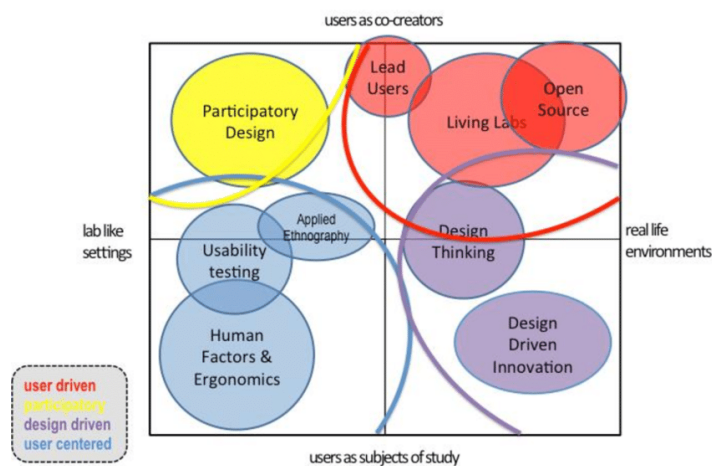 users as co-creators
Lead
Users
Open
Source
Participatory
Design
Living Labs
lab like
settings
Applied
Ethnography
Usability
testing
Design
Thinking
real life
environments
Human
Factors &
Ergonomics
Design
Driven
Innovation
user driven
participatory
design driven
user centered
users as subjects of study